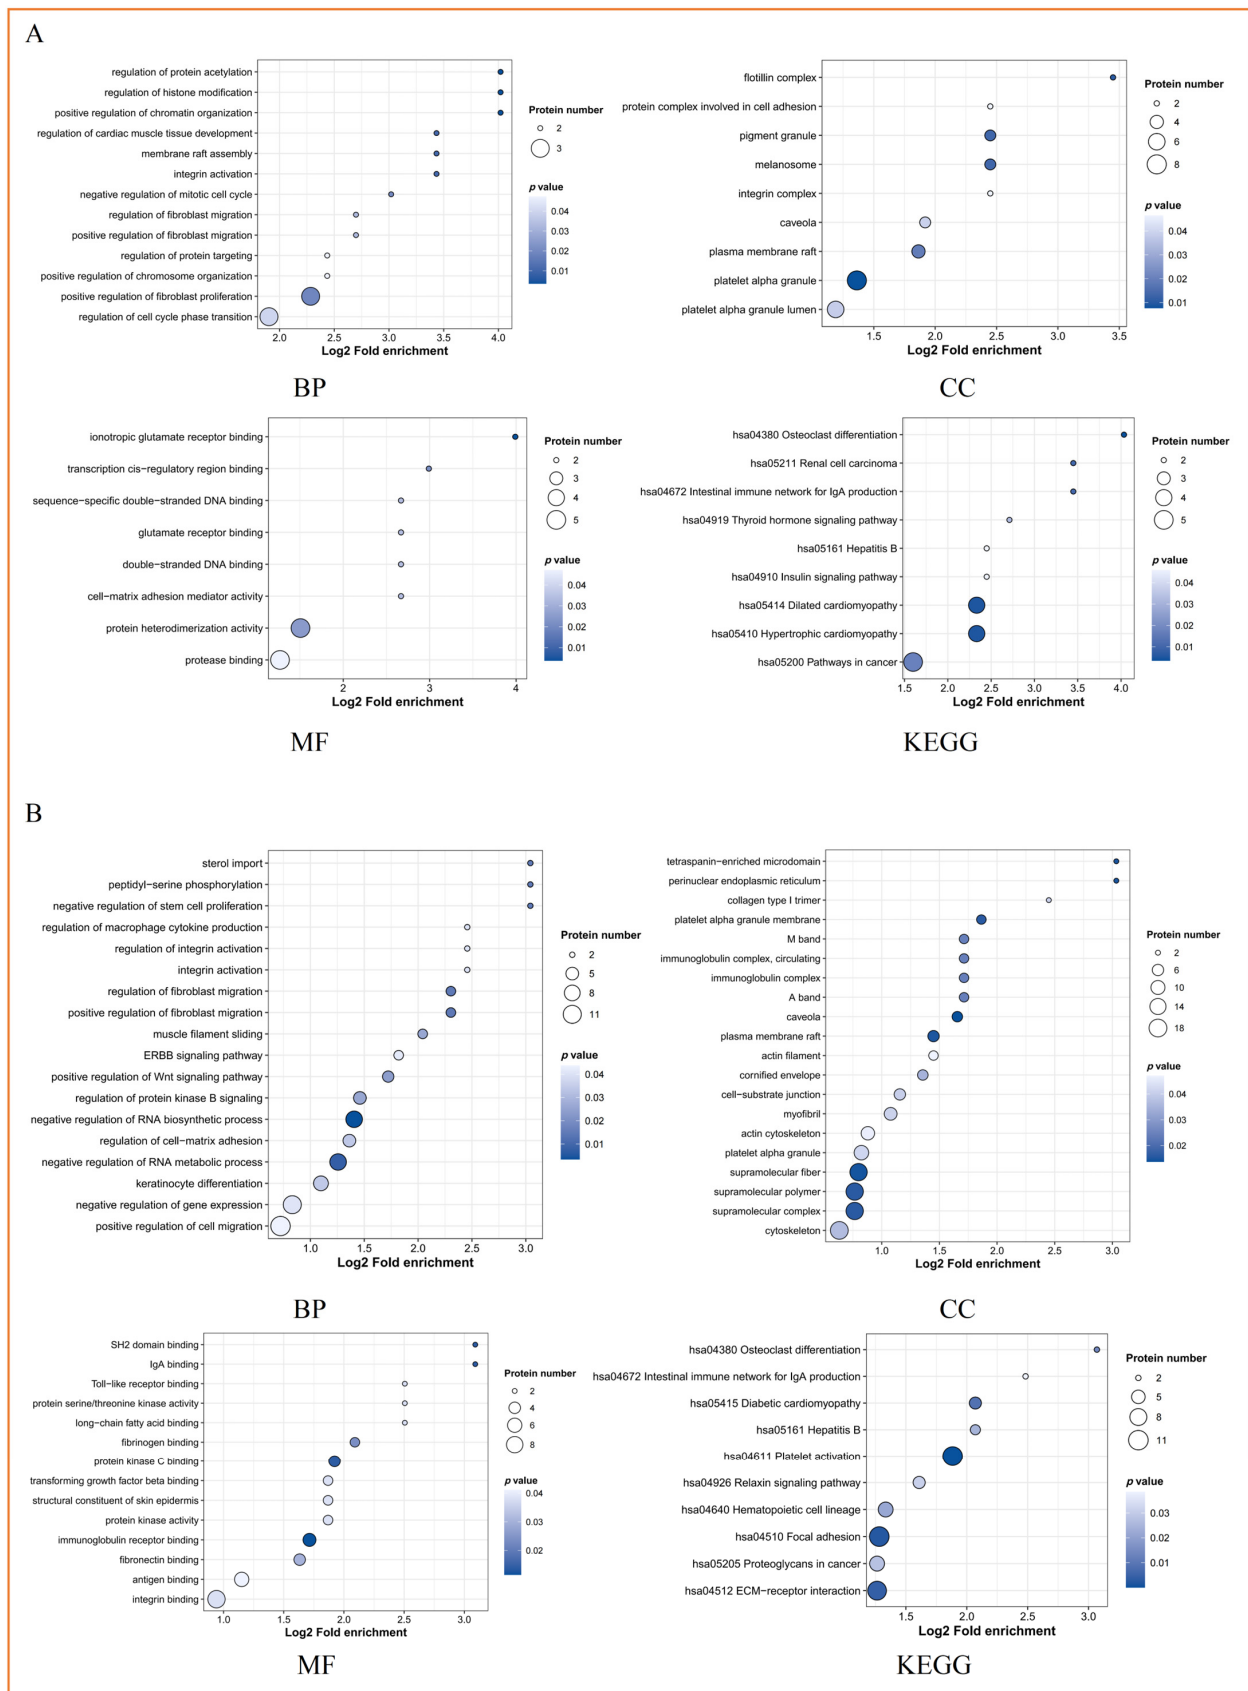 A
regulation of protein acetylation
regulation of histone modification
positive regulation of chromatin organization
regulation of cardiac muscle tissue development
membrane raft assembly
integrin activation
negative regulation of mitotic cell cycle
regulation of fibroblast migration
positive regulation of fibroblast migration
regulation of protein targeting
positive regulation of chromosome organization
positive regulation of fibroblast proliferation
regulation of cell cycle phase transition
2.0 2.5 3.0 3.5 4.0
Log2 Fold enrichment
Protein number
2
3
p value
0.04
0.03
0.02
0.01
BP
flotillin complex
protein complex involved in cell adhesion
pigment granule
melanosome
integrin complex
caveola
plasma membrane raft
platelet alpha granule
platelet alpha granule lumen
1.5 2.0 2.5 3.0 3.5
Log2 Fold enrichment
Protein number
2
4
6
8
p value
0.04
0.03
0.02
0.01
CC
ionotropic glutamate receptor binding
transcription cis−regulatory region binding
sequence−specific double−stranded DNA binding
glutamate receptor binding
double−stranded DNA binding
cell−matrix adhesion mediator activity
protein heterodimerization activity
protease binding
2 3 4
Log2 Fold enrichment
Protein number
2
3
4
5
p value
0.04
0.03
0.02
0.01
MF
hsa04380 Osteoclast differentiation
hsa05211 Renal cell carcinoma
hsa04672 Intestinal immune network for IgA production
hsa04919 Thyroid hormone signaling pathway
hsa05161 Hepatitis B
hsa04910 Insulin signaling pathway
hsa05414 Dilated cardiomyopathy
hsa05410 Hypertrophic cardiomyopathy
hsa05200 Pathways in cancer
1.5 2.0 2.5 3.0 3.5 4.0
Log2 Fold enrichment
Protein number
2
3
4
5
p value
0.04
0.03
0.02
0.01
KEGG
B
sterol import
peptidyl−serine phosphorylation
negative regulation of stem cell proliferation
regulation of macrophage cytokine production
regulation of integrin activation
integrin activation
regulation of fibroblast migration
positive regulation of fibroblast migration
muscle filament sliding
ERBB signaling pathway
positive regulation of Wnt signaling pathway
regulation of protein kinase B signaling
negative regulation of RNA biosynthetic process
regulation of cell−matrix adhesion
negative regulation of RNA metabolic process
keratinocyte differentiation
negative regulation of gene expression
positive regulation of cell migration
1.0 1.5 2.0 2.5 3.0
Log2 Fold enrichment
Protein number
2
5
8
11
p value
0.04
0.03
0.02
0.01
BP
tetraspanin−enriched microdomain
perinuclear endoplasmic reticulum
collagen type I trimer
platelet alpha granule membrane
M band
immunoglobulin complex, circulating
immunoglobulin complex
A band
caveola
plasma membrane raft
actin filament
cornified envelope
cell−substrate junction
myofibril
actin cytoskeleton
platelet alpha granule
supramolecular fiber
supramolecular polymer
supramolecular complex
cytoskeleton
1.0 1.5 2.0 2.5 3.0
Log2 Fold enrichment
Protein number
2
6
10
14
18
p value
0.04
0.03
0.02
CC
SH2 domain binding
IgA binding
Toll−like receptor binding
protein serine/threonine kinase activity
long−chain fatty acid binding
fibrinogen binding
protein kinase C binding
transforming growth factor beta binding
structural constituent of skin epidermis
protein kinase activity
immunoglobulin receptor binding
fibronectin binding
antigen binding
integrin binding
1.0 1.5 2.0 2.5 3.0
Log2 Fold enrichment
Protein number
2
4
6
8
p value
0.04
0.03
0.02
MF
hsa04380 Osteoclast differentiation
hsa04672 Intestinal immune network for IgA production
hsa05415 Diabetic cardiomyopathy
hsa05161 Hepatitis B
hsa04611 Platelet activation
hsa04926 Relaxin signaling pathway
hsa04640 Hematopoietic cell lineage
hsa04510 Focal adhesion
hsa05205 Proteoglycans in cancer
hsa04512 ECM−receptor interaction
1.5 2.0 2.5 3.0
Log2 Fold enrichment
Protein number
2
5
8
11
p value
0.03
0.02
0.01
KEGG